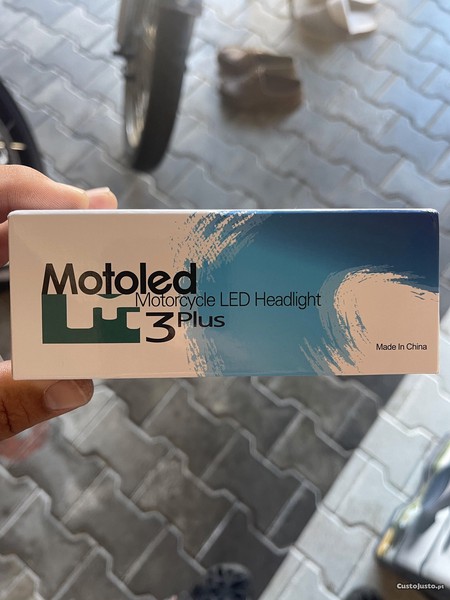 Motoled
Motorcycle LED Headlight
3 Plus
Made In China
CustoJusto.pt